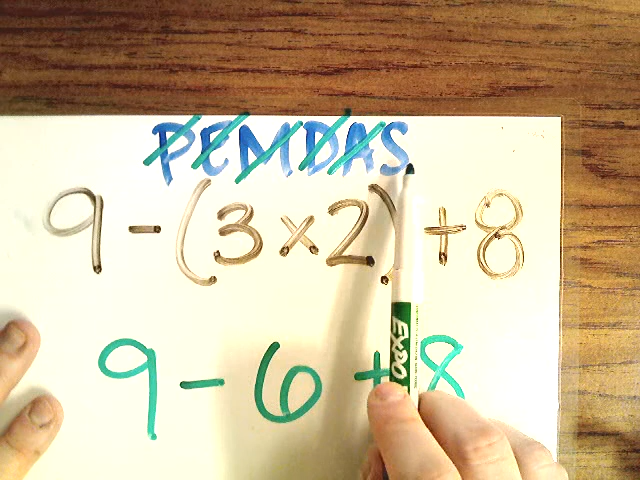 PEMDAS
9 - (3 × 2) + 8
9 - 6 + 8
EXPO